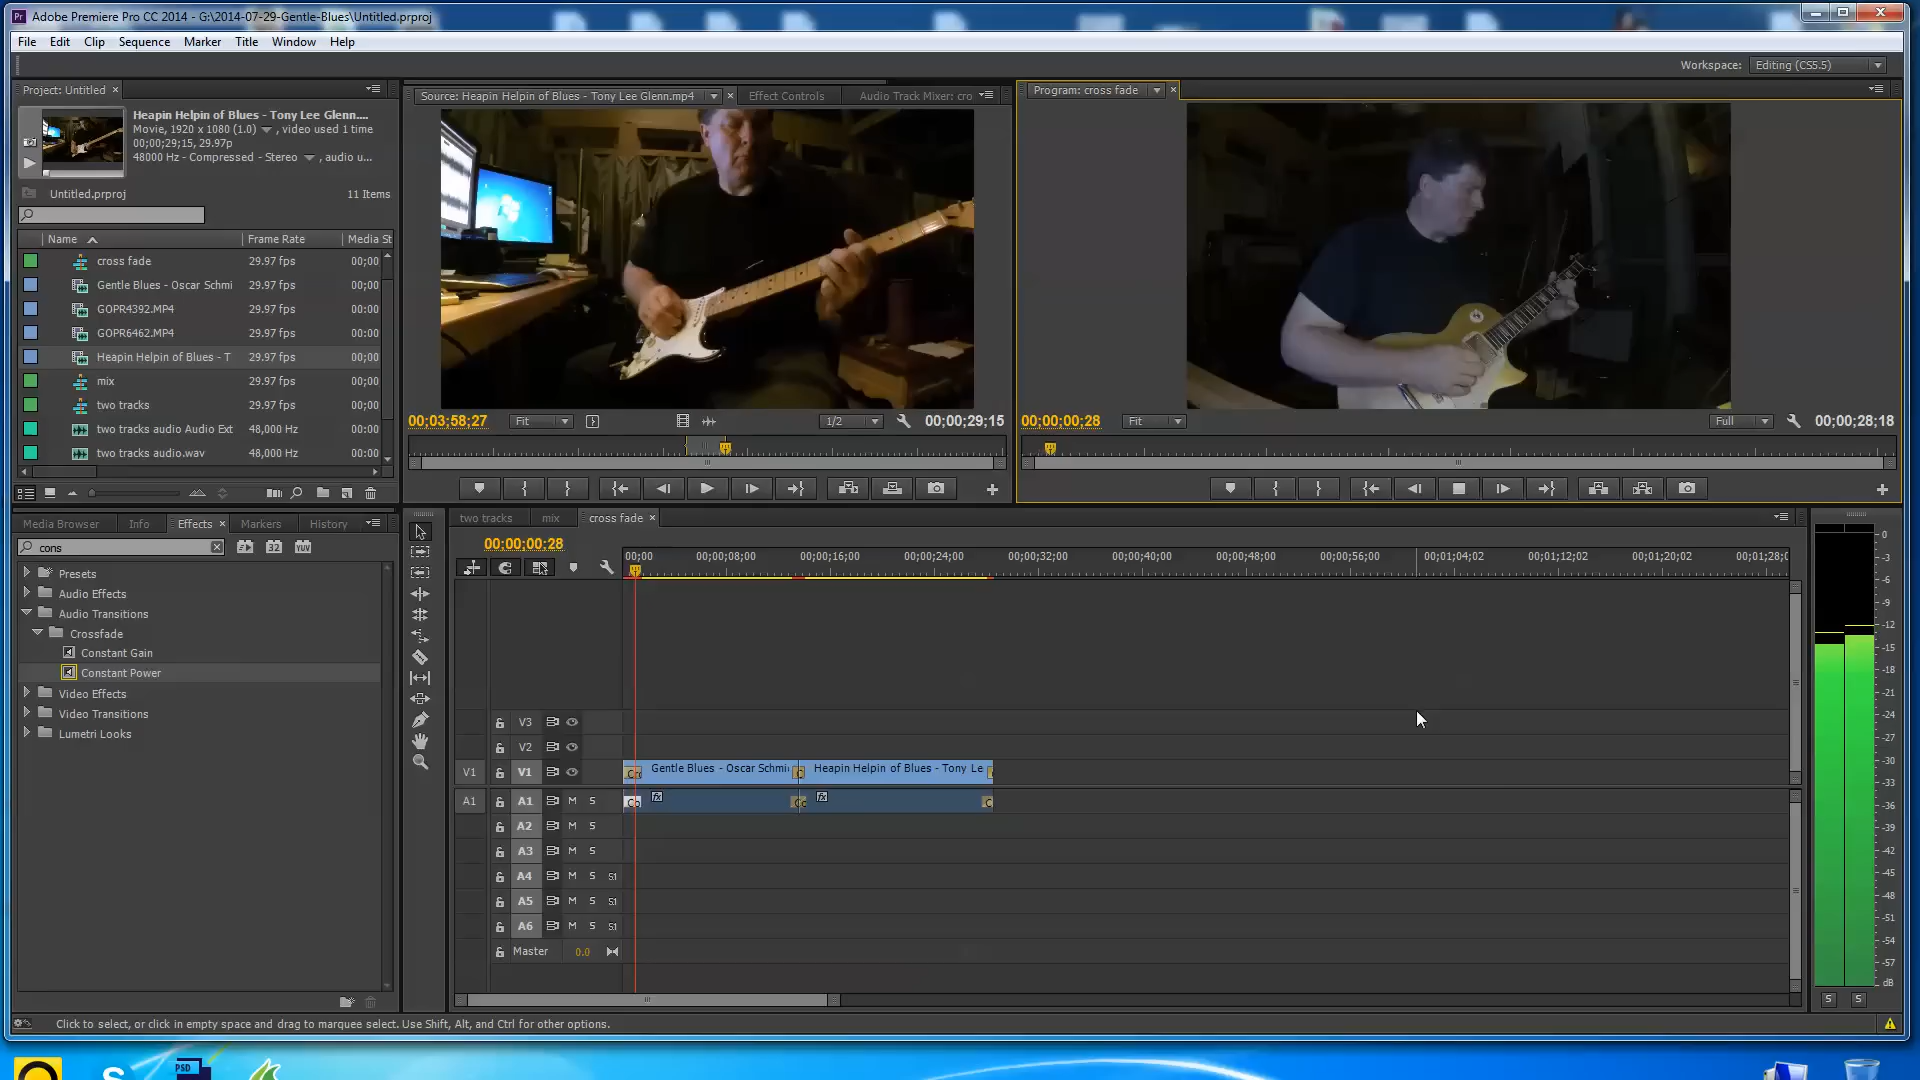 Adobe Premiere Pro CC 2014 - G:\2014-07-29-Gentle-Blues\Untitled.prproj
File Edit Clip Sequence Marker Title Window Help
Workspace: Editing (CS5.5)
Project: Untitled
Heapin Helpin of Blues - Tony Lee Glenn....
Movie, 1920 x 1080 (1.0) , video used 1 time
00;00;29;15, 29.97p
48000 Hz - Compressed - Stereo , audio u...
Untitled.prproj 11 Items
Name Frame Rate Media St
cross fade 29.97 fps 00;00
Gentle Blues - Oscar Schmi 29.97 fps 00;00
GOPR4392.MP4 29.97 fps 00:00
GOPR6462.MP4 29.97 fps 00:00
Heapin Helpin of Blues - T 29.97 fps 00;00
mix 29.97 fps 00;00
two tracks 29.97 fps 00;00
two tracks audio Audio Ext 48,000 Hz 00:00
two tracks audio.wav 48,000 Hz 00:00
Source: Heapin Helpin of Blues - Tony Lee Glenn.mp4 Effect Controls Audio Track Mixer: cro
00;03;58;27 Fit 1/2 00;00;29;15
Program: cross fade
00;00;00;28 Fit Full 00;00;28;18
Media Browser Info Effects Markers History
cons
32 YUV
Presets
Audio Effects
Audio Transitions
Crossfade
Constant Gain
Constant Power
Video Effects
Video Transitions
Lumetri Looks
two tracks mix cross fade
00;00;00;28
00;00 00;00;08;00 00;00;16;00 00;00;24;00 00;00;32;00 00;00;40;00 00;00;48;00 00;00;56;00 00;01;04;02 00;01;12;02 00;01;20;02 00;01;28;0
V3
V2
V1 V1 Gentle Blues - Oscar Schmi Heapin Helpin of Blues - Tony Le
A1 A1 M S
A2 M S
A3 M S
A4 M S S1
A5 M S S1
A6 M S S1
Master 0.0
0
-3
-6
-9
-12
-15
-18
-21
-24
-27
-30
-33
-36
-39
-42
-45
-48
-51
-54
-57
dB
S S
Click to select, or click in empty space and drag to marquee select. Use Shift, Alt, and Ctrl for other options.
PSD